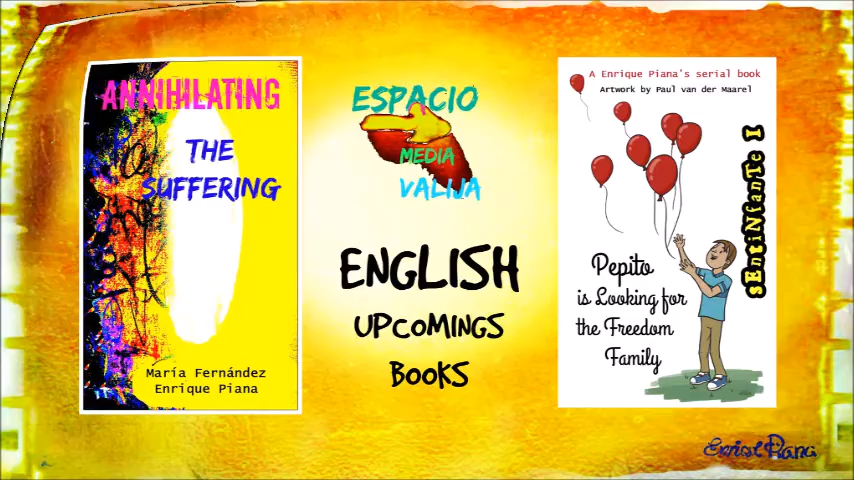 ANNIHILATING
THE
SUFFERING
María Fernández
Enrique Piana
ESPACIO
MEDIA
VALIJA
ENGLISH
UPCOMINGS
BOOKS
A Enrique Piana's serial book
Artwork by Paul van der Maarel
sEntiNianTe I
Pepito
is Looking for
the Freedom
Family